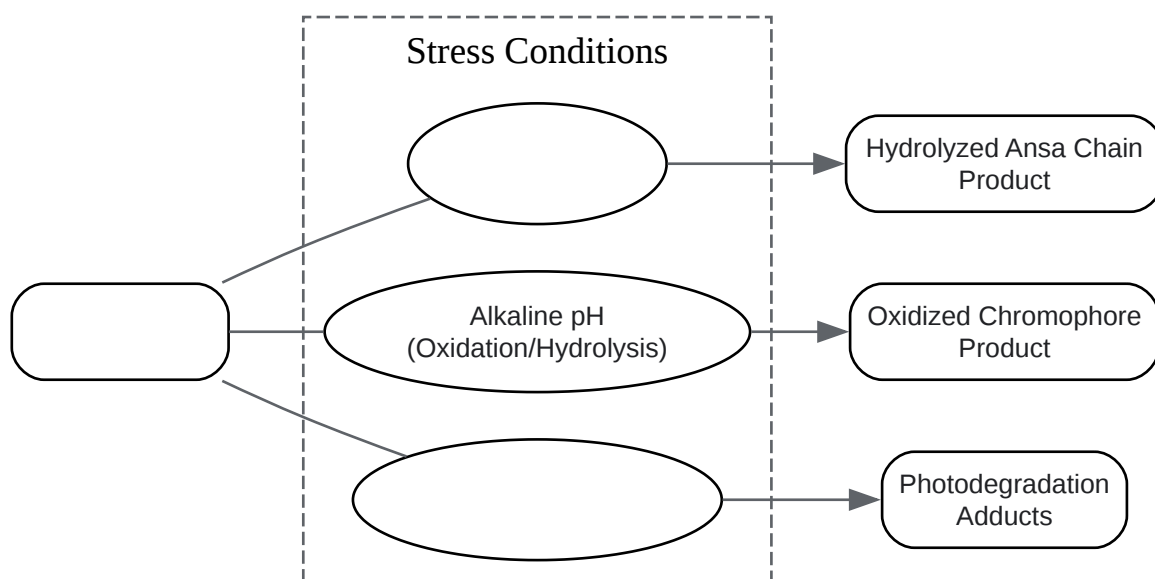 Stress Conditions
Hydrolyzed Ansa Chain
Product
Alkaline pH
(Oxidation/Hydrolysis)
Oxidized Chromophore
Product
Photodegradation
Adducts